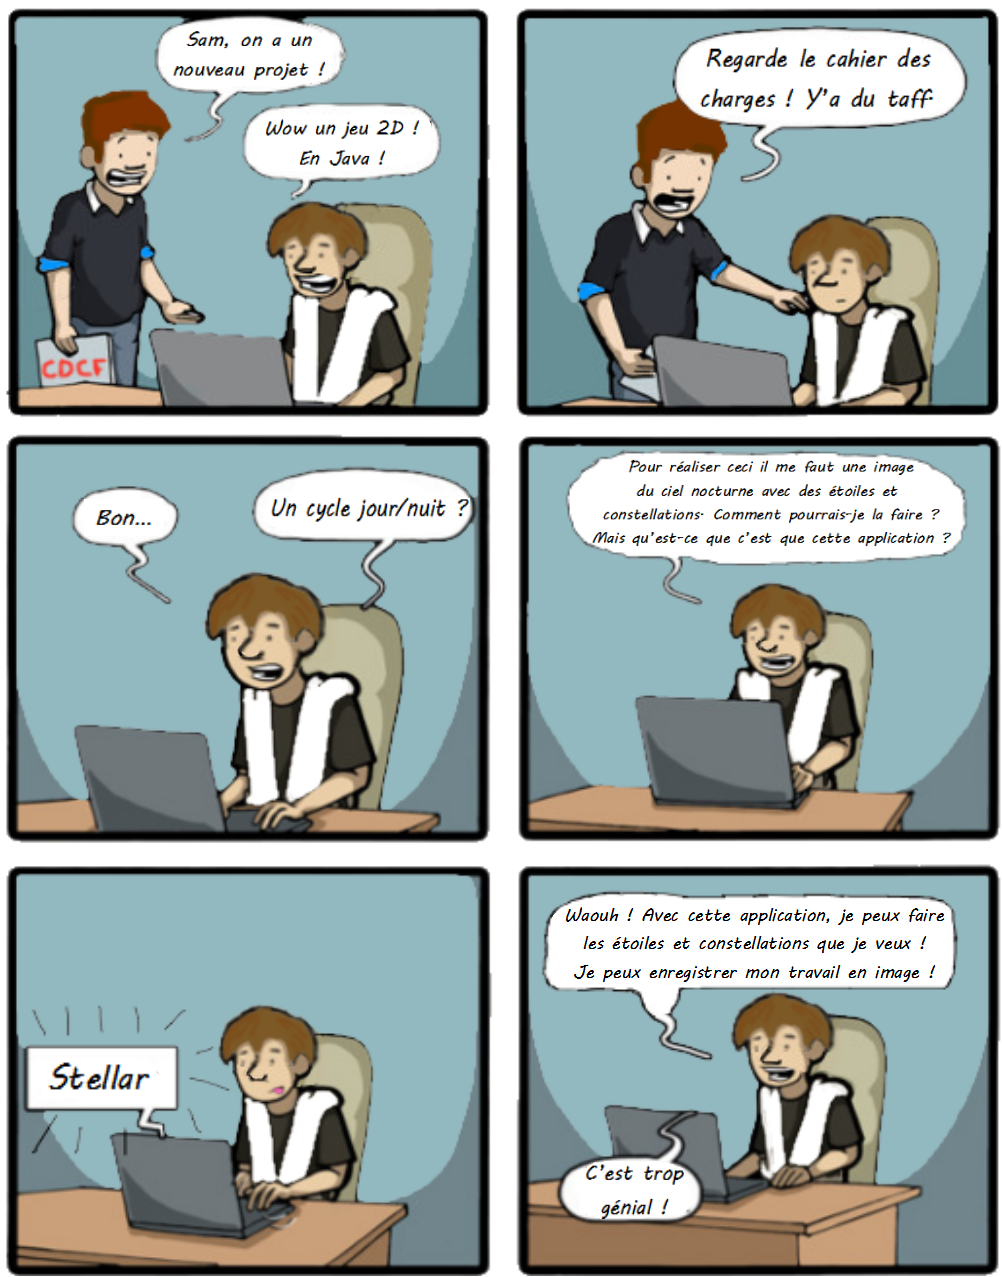 Sam, on a un
nouveau projet !
Wow un jeu 2D !
En Java !
CDCF
Regarde le cahier des
charges ! Y'a du taff.
Bon...
Un cycle jour/nuit ?
Pour réaliser ceci il me faut une image
du ciel nocturne avec des étoiles et
constellations. Comment pourrais-je la faire ?
Mais qu'est-ce que c'est que cette application ?
Stellar
Waouh ! Avec cette application, je peux faire
les étoiles et constellations que je veux !
Je peux enregistrer mon travail en image !
C'est trop
génial !